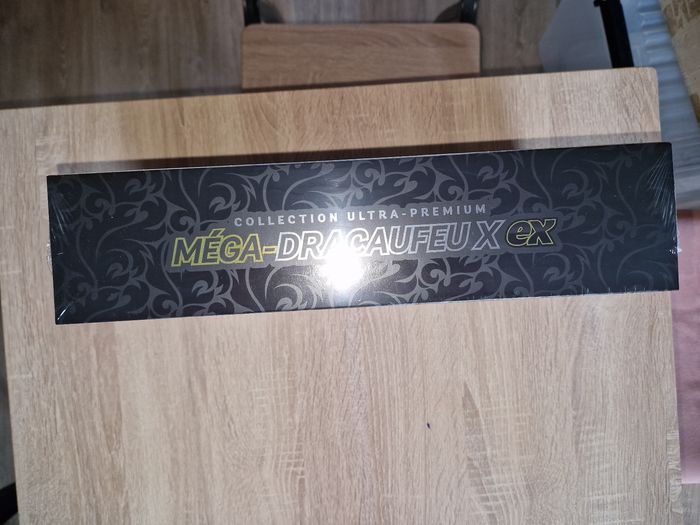 COLLECTION ULTRA-PREMIUM
MÉGA-DRACAUFEU X ex